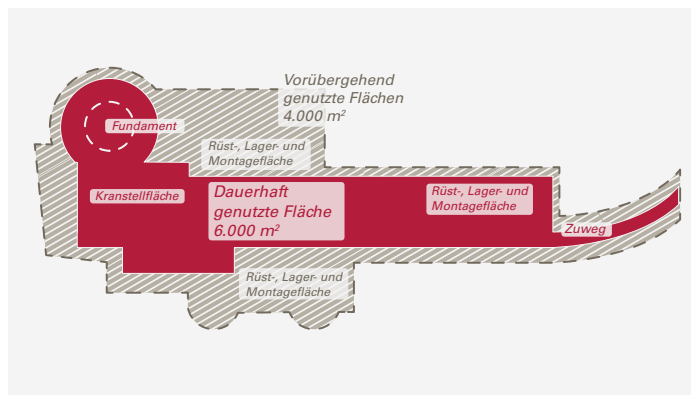 Vorübergehend
genutzte Flächen
4.000 m²
Fundament
Rüst-, Lager- und
Montagefläche
Kranstellfläche
Dauerhaft
genutzte Fläche
6.000 m²
Rüst-, Lager- und
Montagefläche
Zuweg
Rüst-, Lager- und
Montagefläche